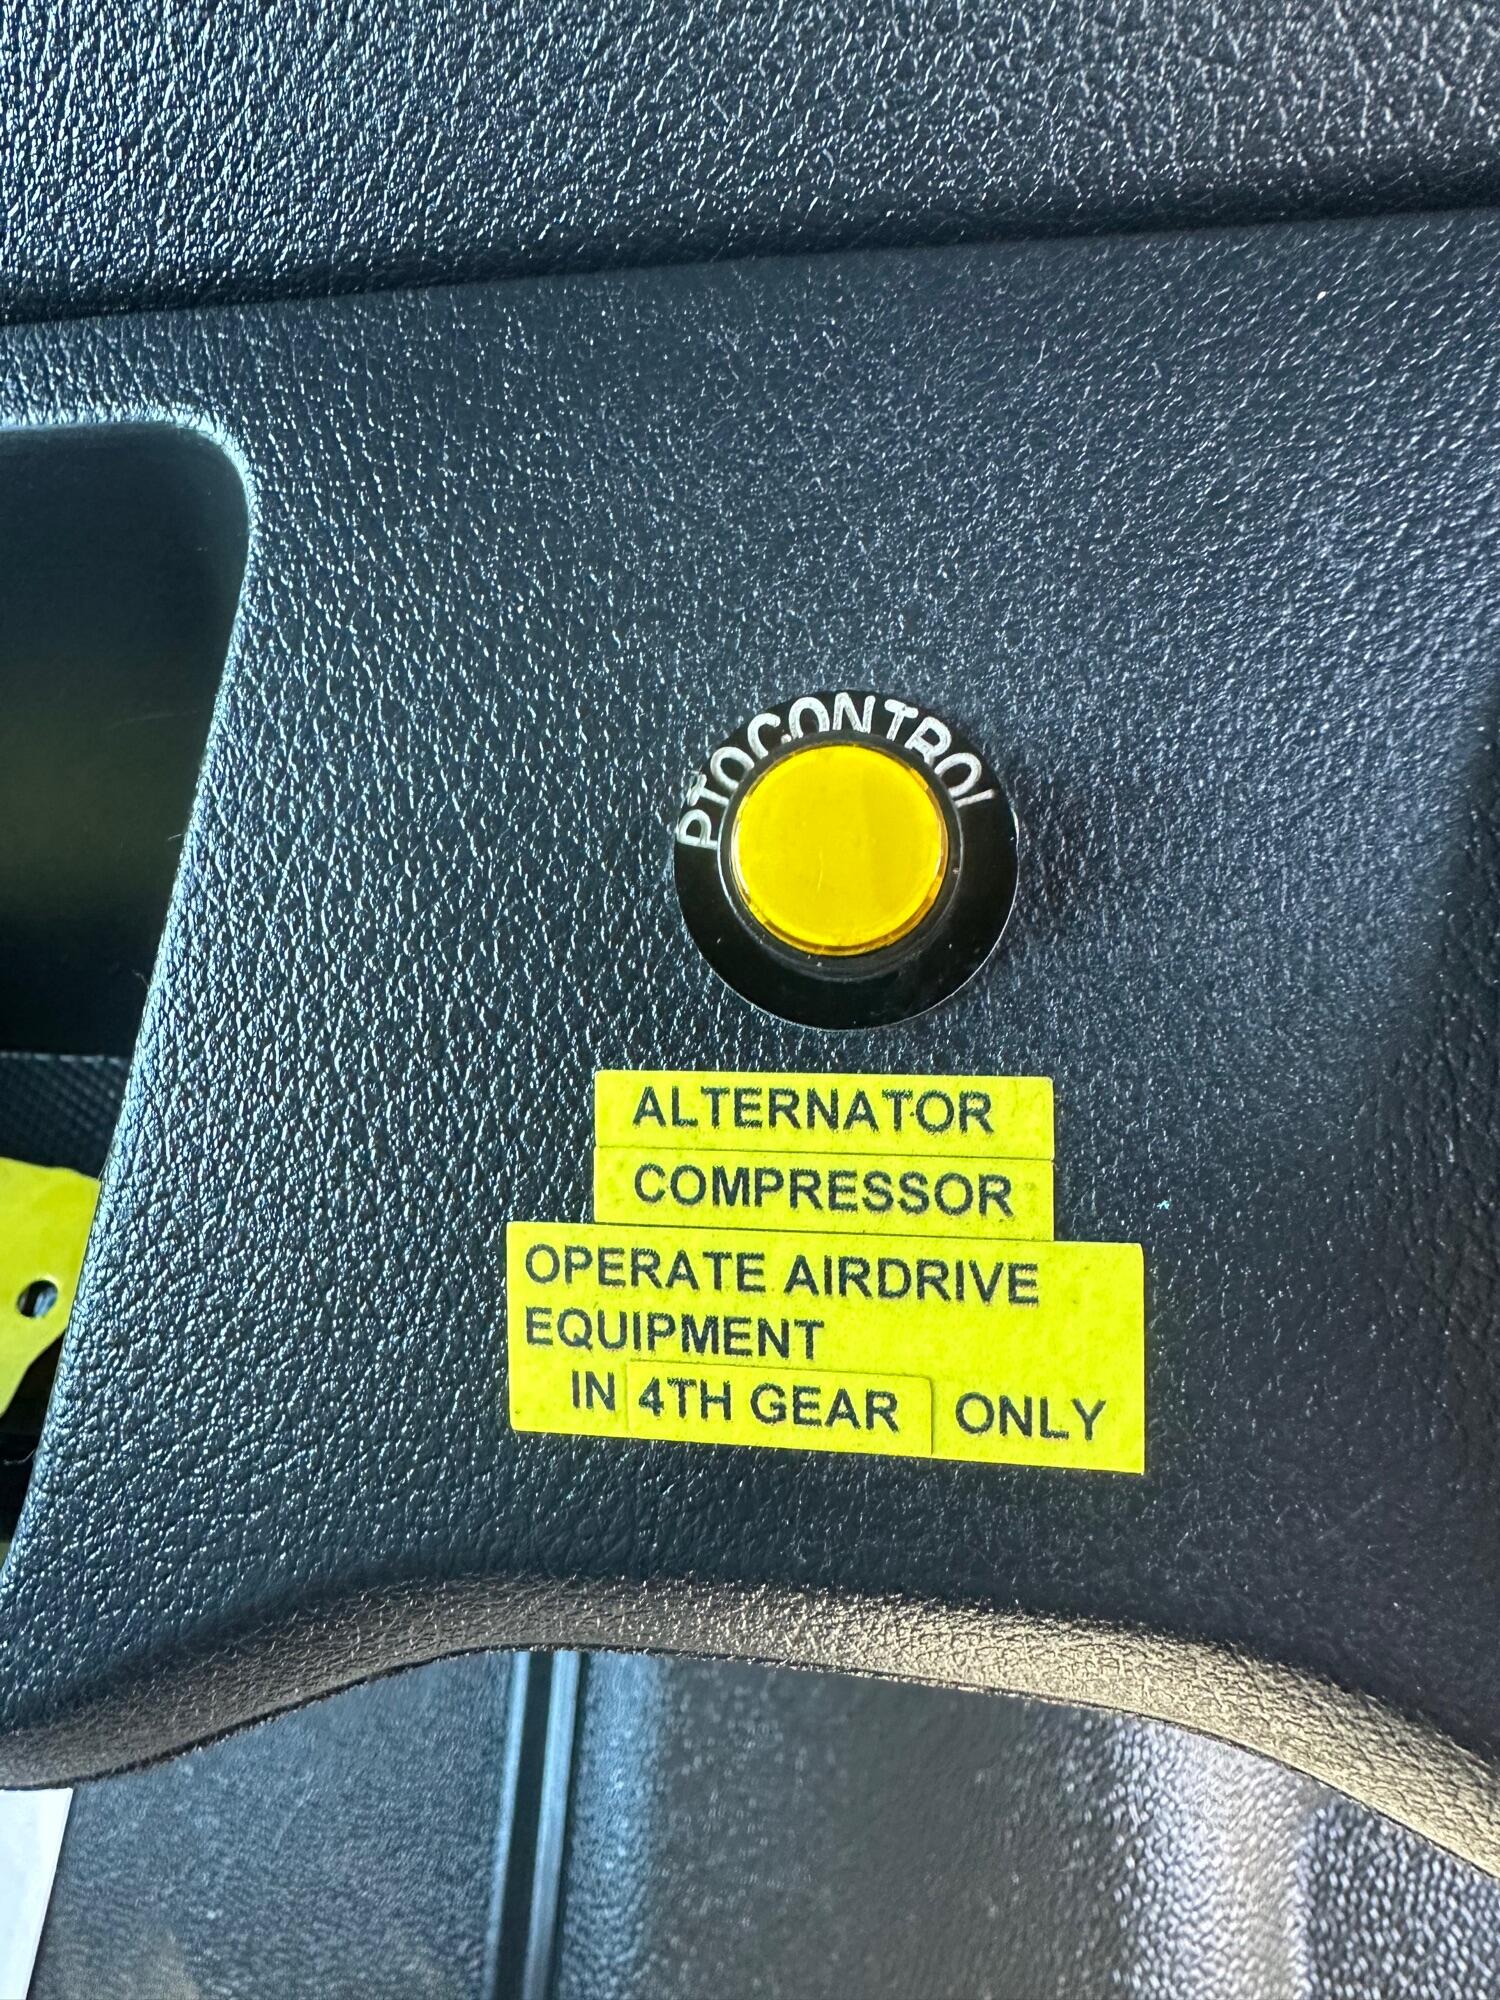 PTO CONTROL
ALTERNATOR
COMPRESSOR
OPERATE AIRDRIVE
EQUIPMENT
IN 4TH GEAR ONLY